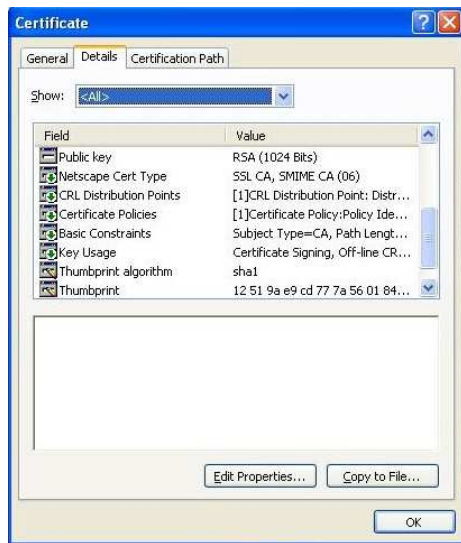 Certificate
General Details Certification Path
Show: <All>
Field Value
Public key RSA (1024 Bits)
Netscape Cert Type SSL CA, SMIME CA (06)
CRL Distribution Points [1]CRL Distribution Point: Distr...
Certificate Policies [1]Certificate Policy:Policy Ide...
Basic Constraints Subject Type=CA, Path Lengt...
Key Usage Certificate Signing, Off-line CR...
Thumbprint algorithm sha1
Thumbprint 12 51 9a e9 cd 77 7a 56 01 84...
Edit Properties... Copy to File...
OK